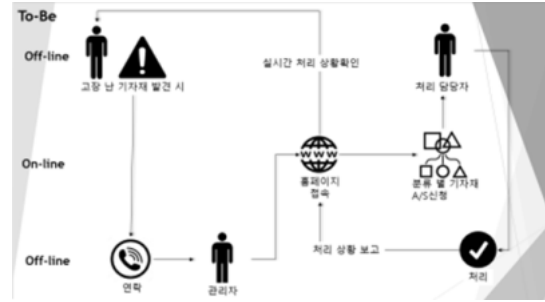 To-Be
Off-line
실시간 처리 상황확인
고장 난 기자재 발견 시
처리 담당자
On-line
WWW
홈페이지
접속
분류 별 기자재
A/S신청
처리 상황 보고
Off-line
연락
관리자
처리